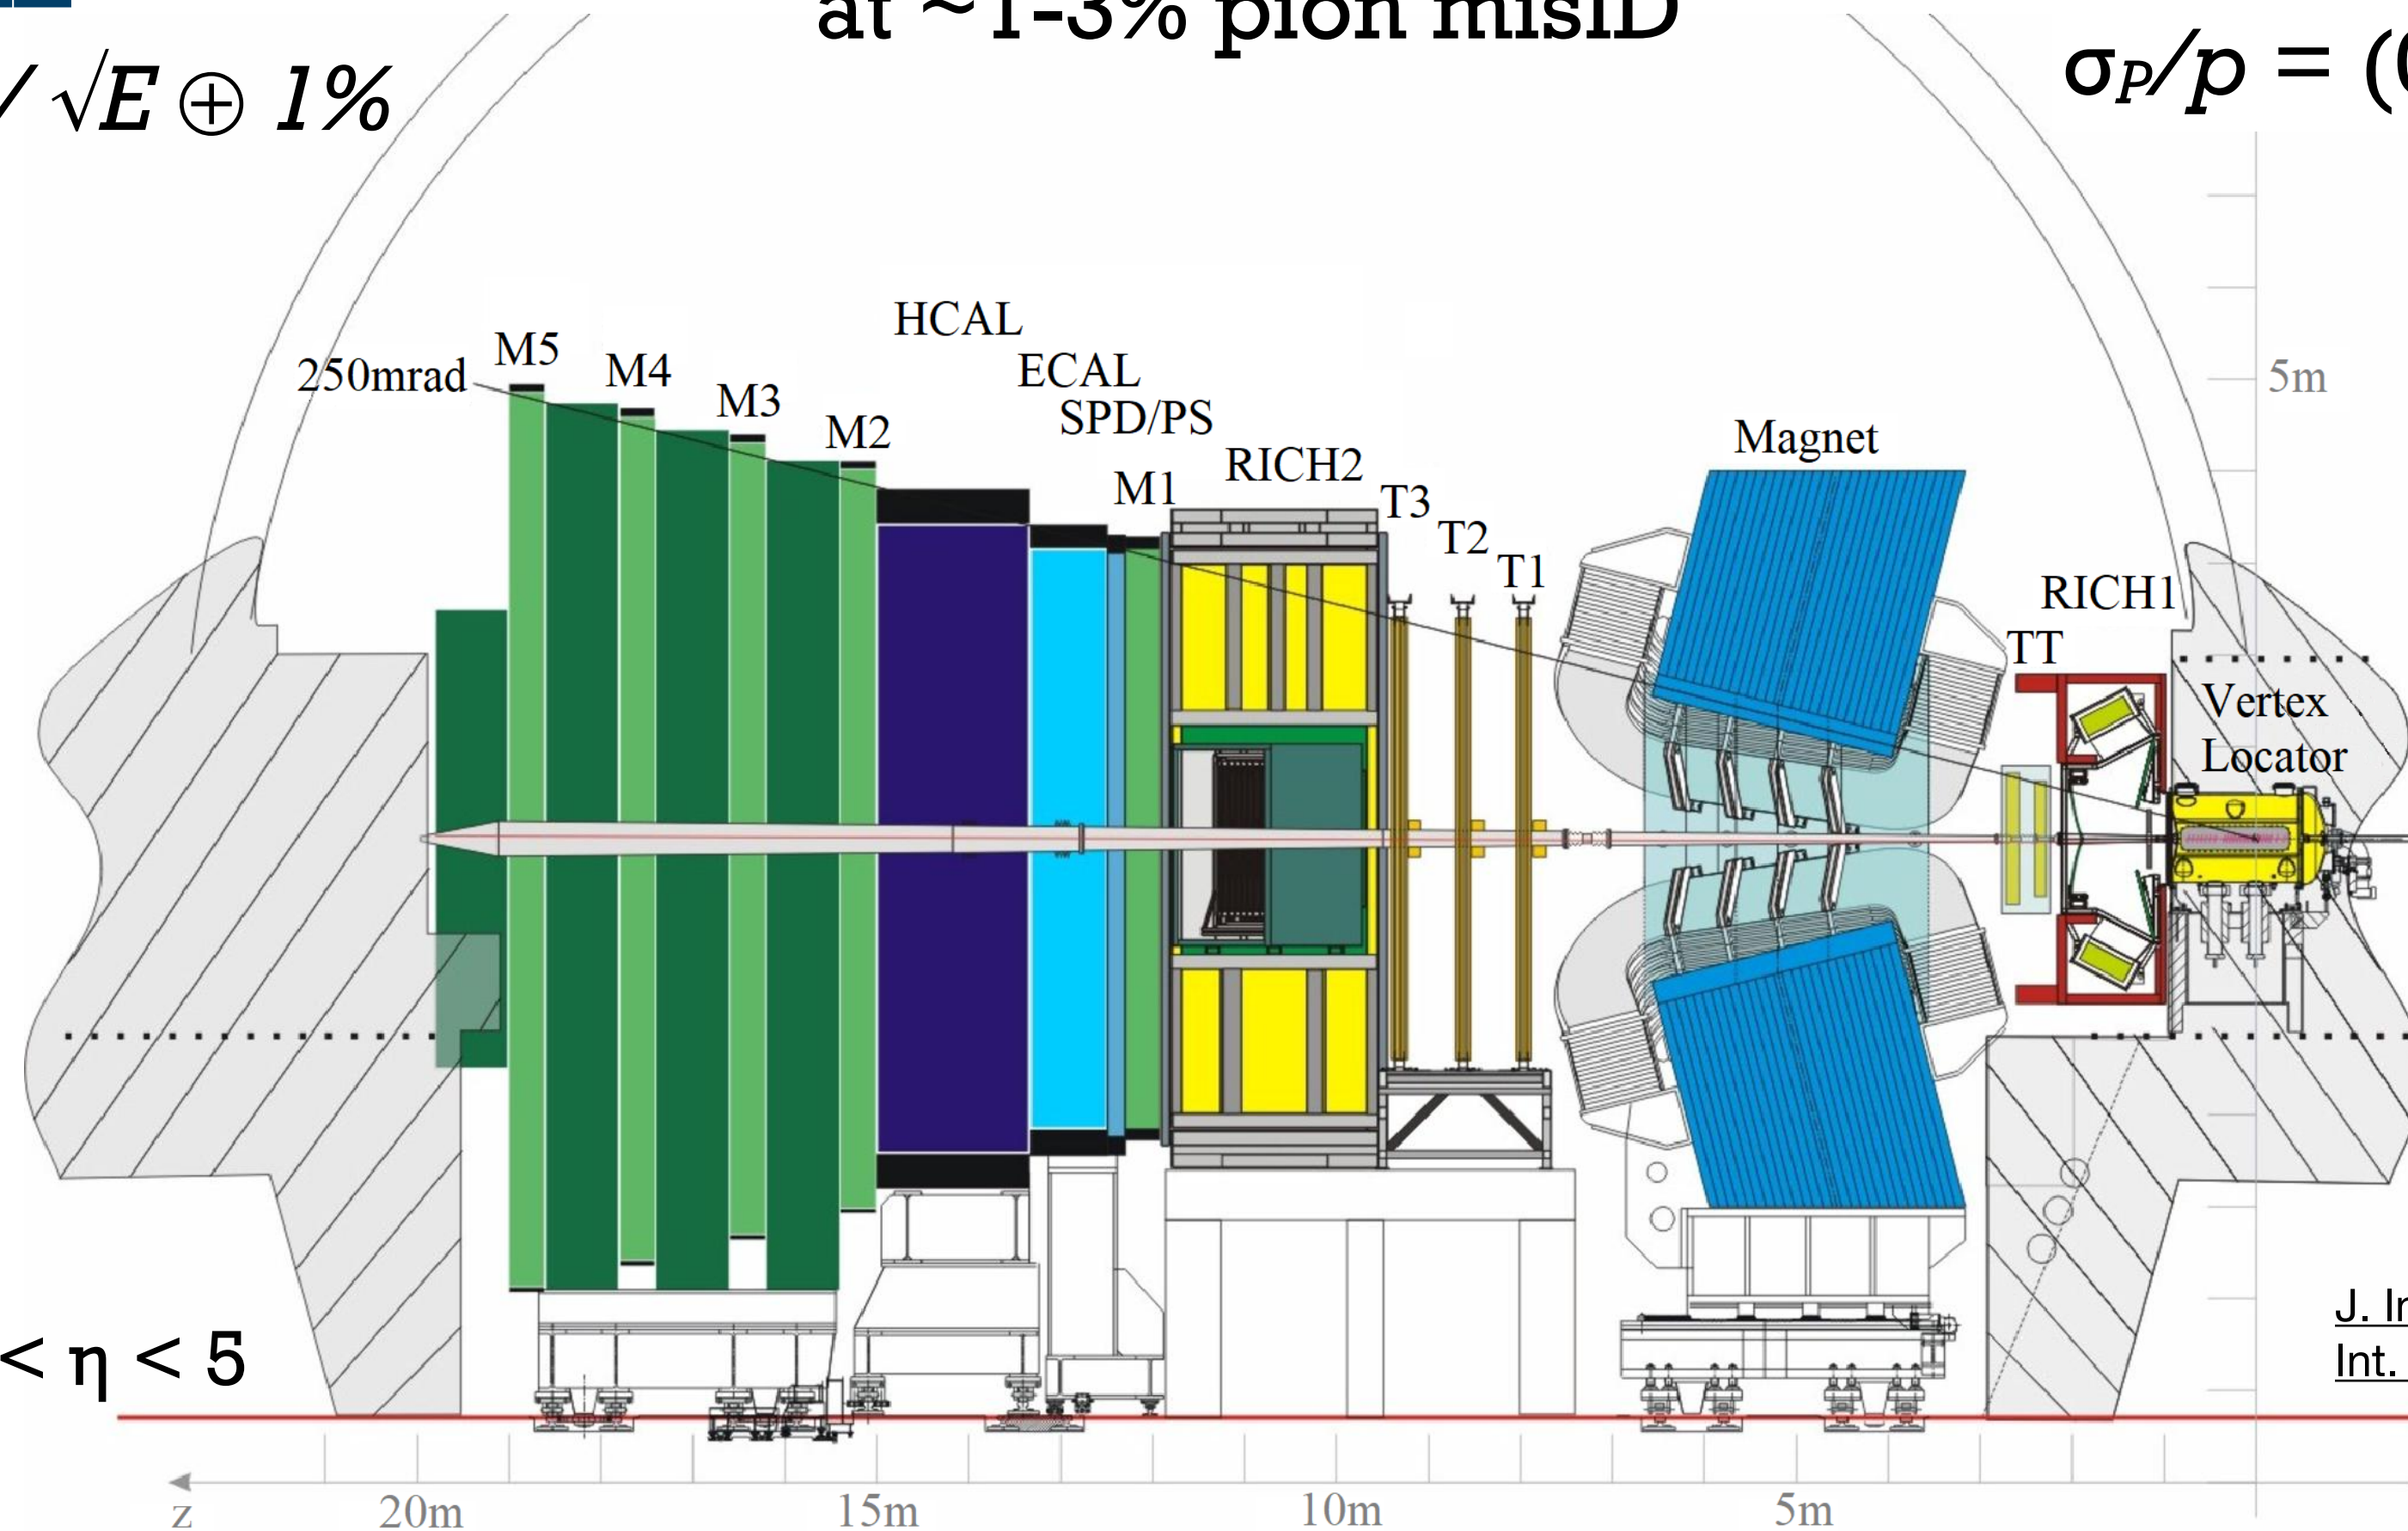 at ~1-3% pion misID
/ √E ⊕ 1%
σP/p = (
HCAL
M5
250mrad
M4
ECAL
M3
SPD/PS
M2
5m
Magnet
RICH2
M1
T3
T2
T1
RICH1
TT
Vertex
Locator
J. In
< η < 5
Int.
z
20m
15m
10m
5m